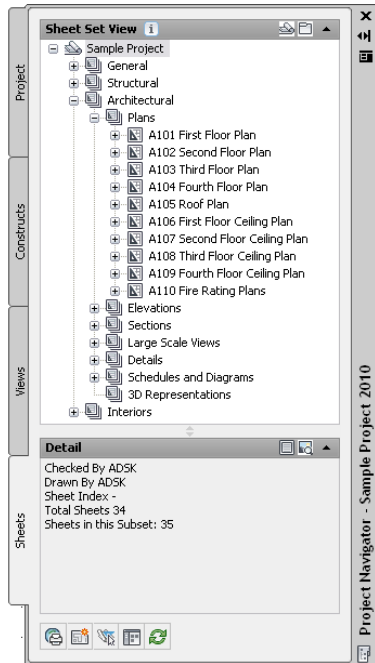 Sheet Set View
Sample Project
General
Structural
Architectural
Plans
A101 First Floor Plan
A102 Second Floor Plan
A103 Third Floor Plan
A104 Fourth Floor Plan
A105 Roof Plan
A106 First Floor Ceiling Plan
A107 Second Floor Ceiling Plan
A108 Third Floor Ceiling Plan
A109 Fourth Floor Ceiling Plan
A110 Fire Rating Plans
Elevations
Sections
Large Scale Views
Details
Schedules and Diagrams
3D Representations
Interiors
Detail
Checked By ADSK
Drawn By ADSK
Sheet Index -
Total Sheets 34
Sheets in this Subset: 35
Project
Constructs
Views
Sheets
Project Navigator - Sample Project 2010